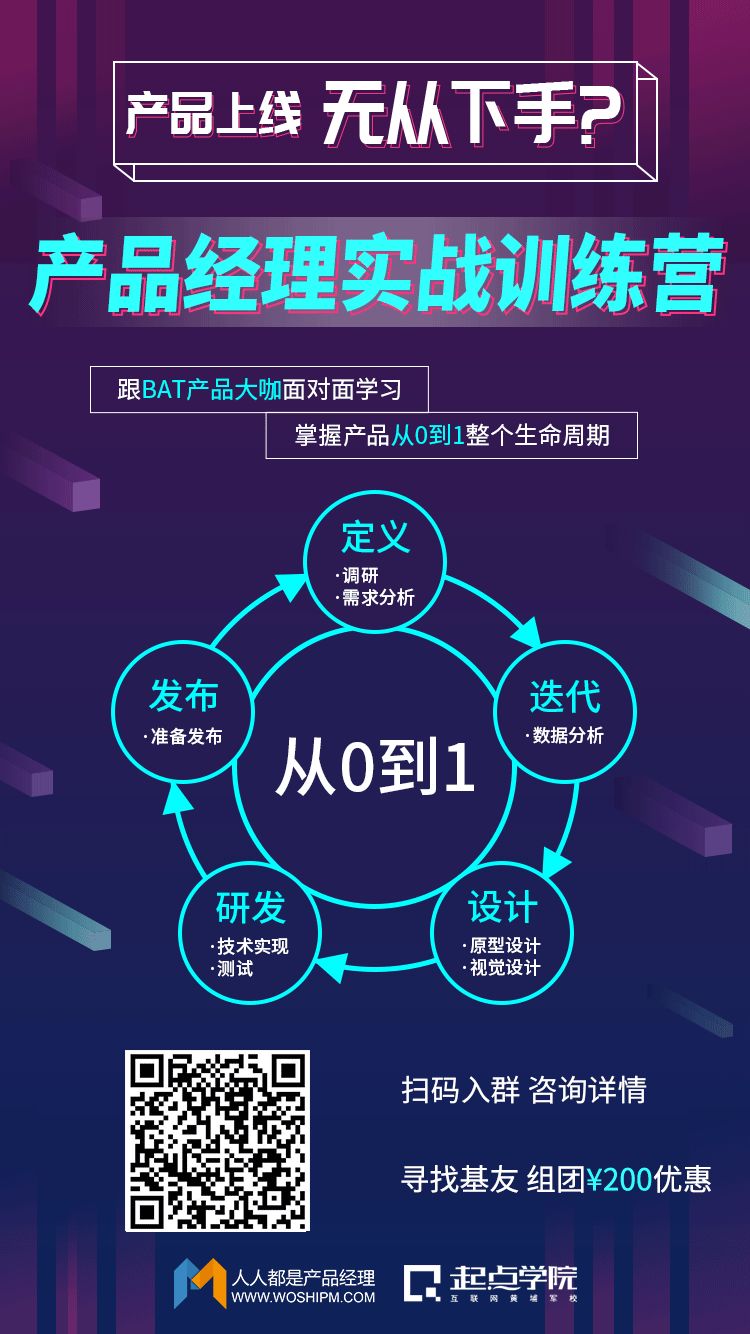 产品上线 无从下手?
产品经理实战训练营
跟BAT产品大咖面对面学习
掌握产品从0到1整个生命周期
定义
·调研
·需求分析
发布
·准备发布
迭代
·数据分析
从0到1
研发
·技术实现
·测试
设计
·原型设计
·视觉设计
扫码入群 咨询详情
寻找基友 组团¥200优惠
人人都是产品经理
WWW.WOSHIPM.COM
起点学院
互联网黄埔军校